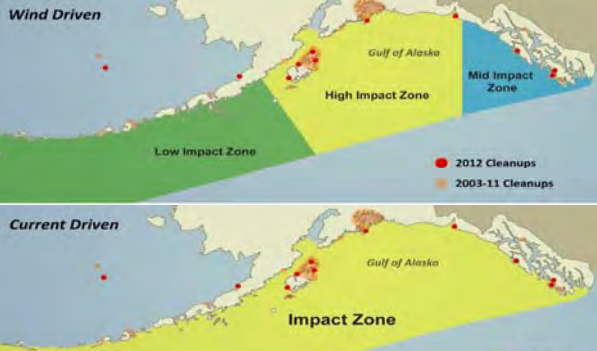 Wind Driven
Gulf of Alaska
Mid Impact
Zone
High Impact Zone
Low Impact Zone
2012 Cleanups
2003-11 Cleanups
Current Driven
Gulf of Alaska
Impact Zone